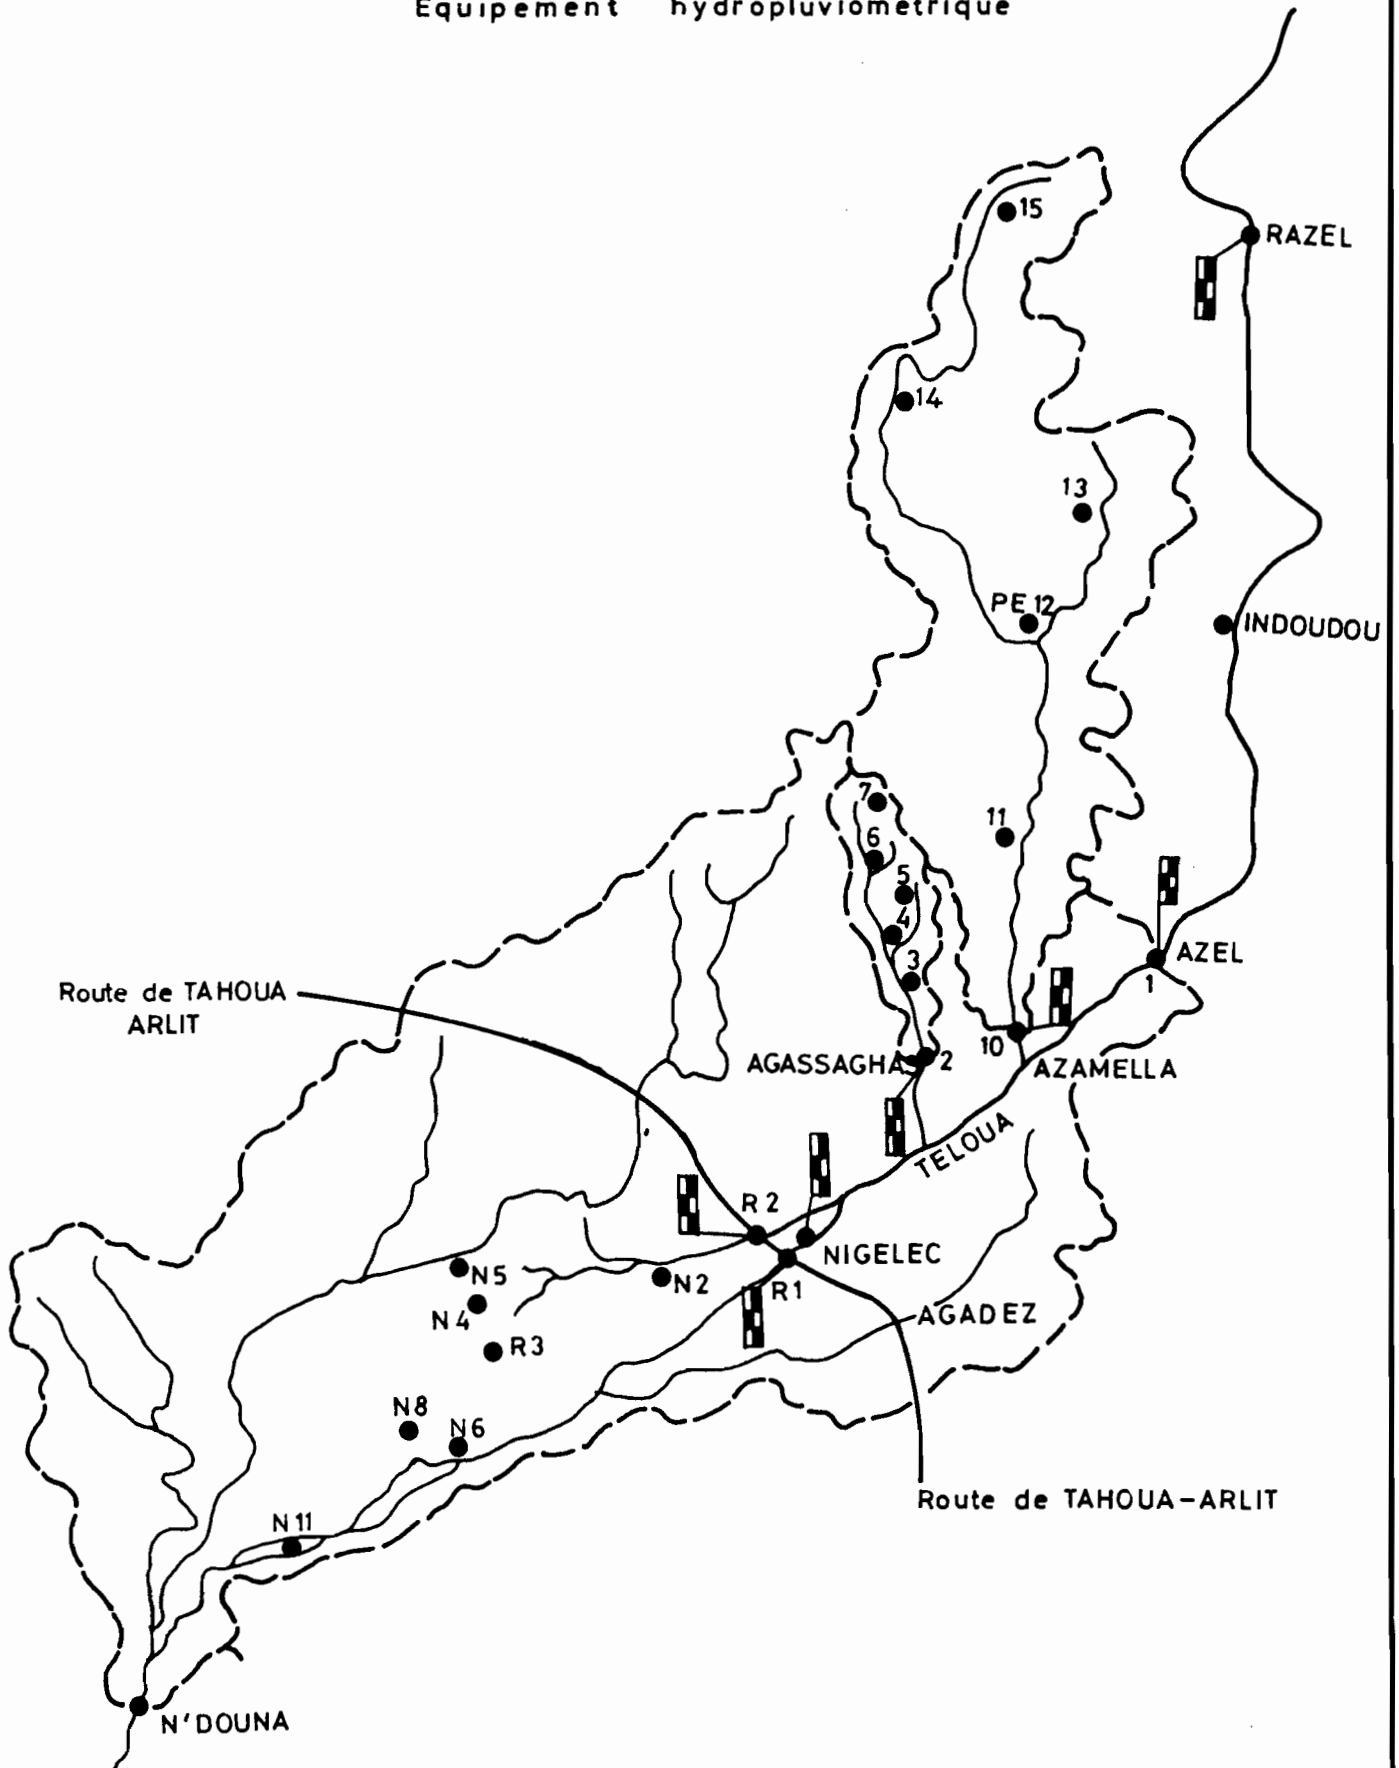 Equipement hydropluviométrique
15
RAZEL
14
13
PE 12
INDOUDOU
7
11
6
5
4
AZEL
3
1
Route de TAHOUA
ARLIT
10
AGASSAGHAS
2
AZAMELLA
TELOUA
R 2
NIGELEC
N5
N2
R1
N4
AGADEZ
R3
N8
N6
Route de TAHOUA-ARLIT
N 11
N'DOUNA